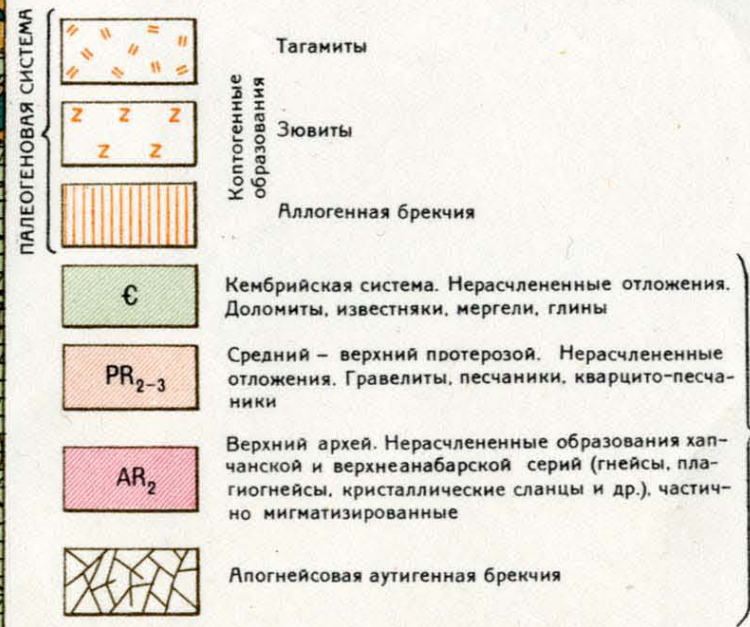 ПАЛЕОГЕНОВАЯ СИСТЕМА
Тагамиты
Коптогенные
образования
Зювиты
Z Z Z
Z Z
Аллогенная брекчия
Є
Кембрийская система. Нерасчлененные отложения.
Доломиты, известняки, мергели, глины
PR₂₋₃
Средний – верхний протерозой. Нерасчлененные
отложения. Гравелиты, песчаники, кварцито-песча-
ники
AR₂
Верхний архей. Нерасчлененные образования хап-
чанской и верхнеанабарской серий (гнейсы, пла-
гиогнейсы, кристаллические сланцы и др.), частич-
но мигматизированные
Апогнейсовая аутигенная брекчия